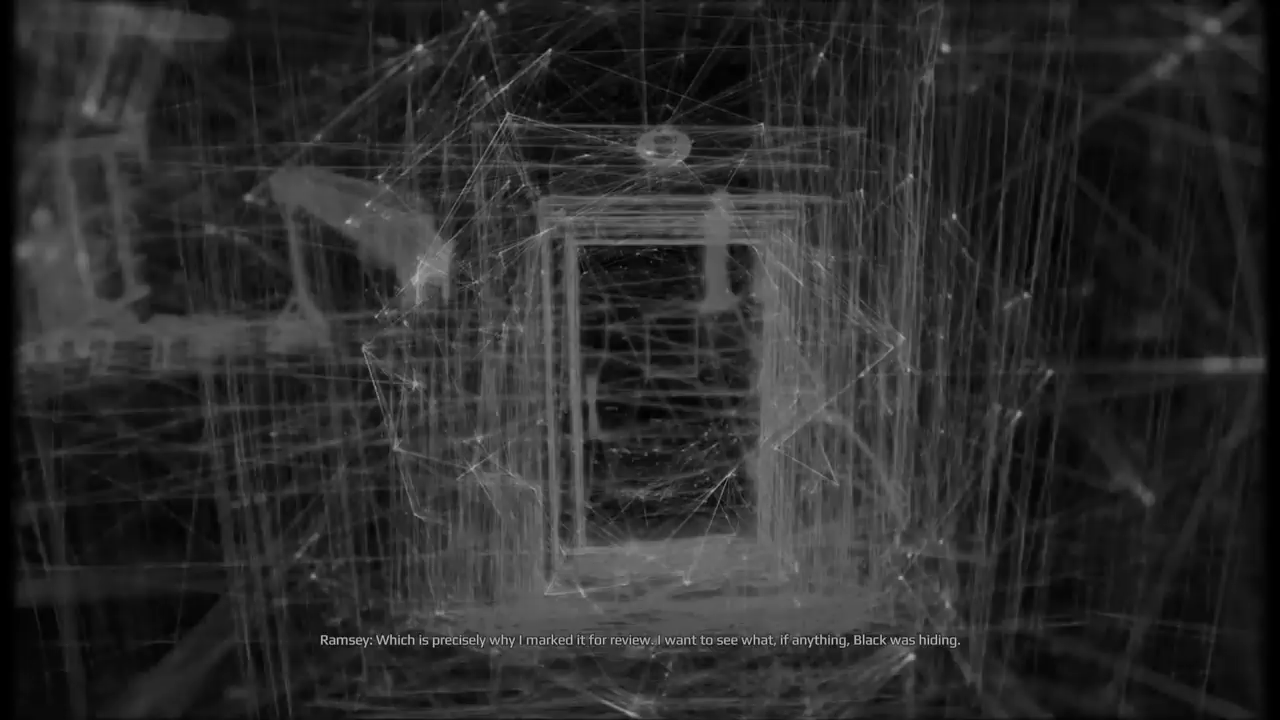 Ramsey: Which is precisely why I marked it for review. I want to see what, if anything, Black was hiding.